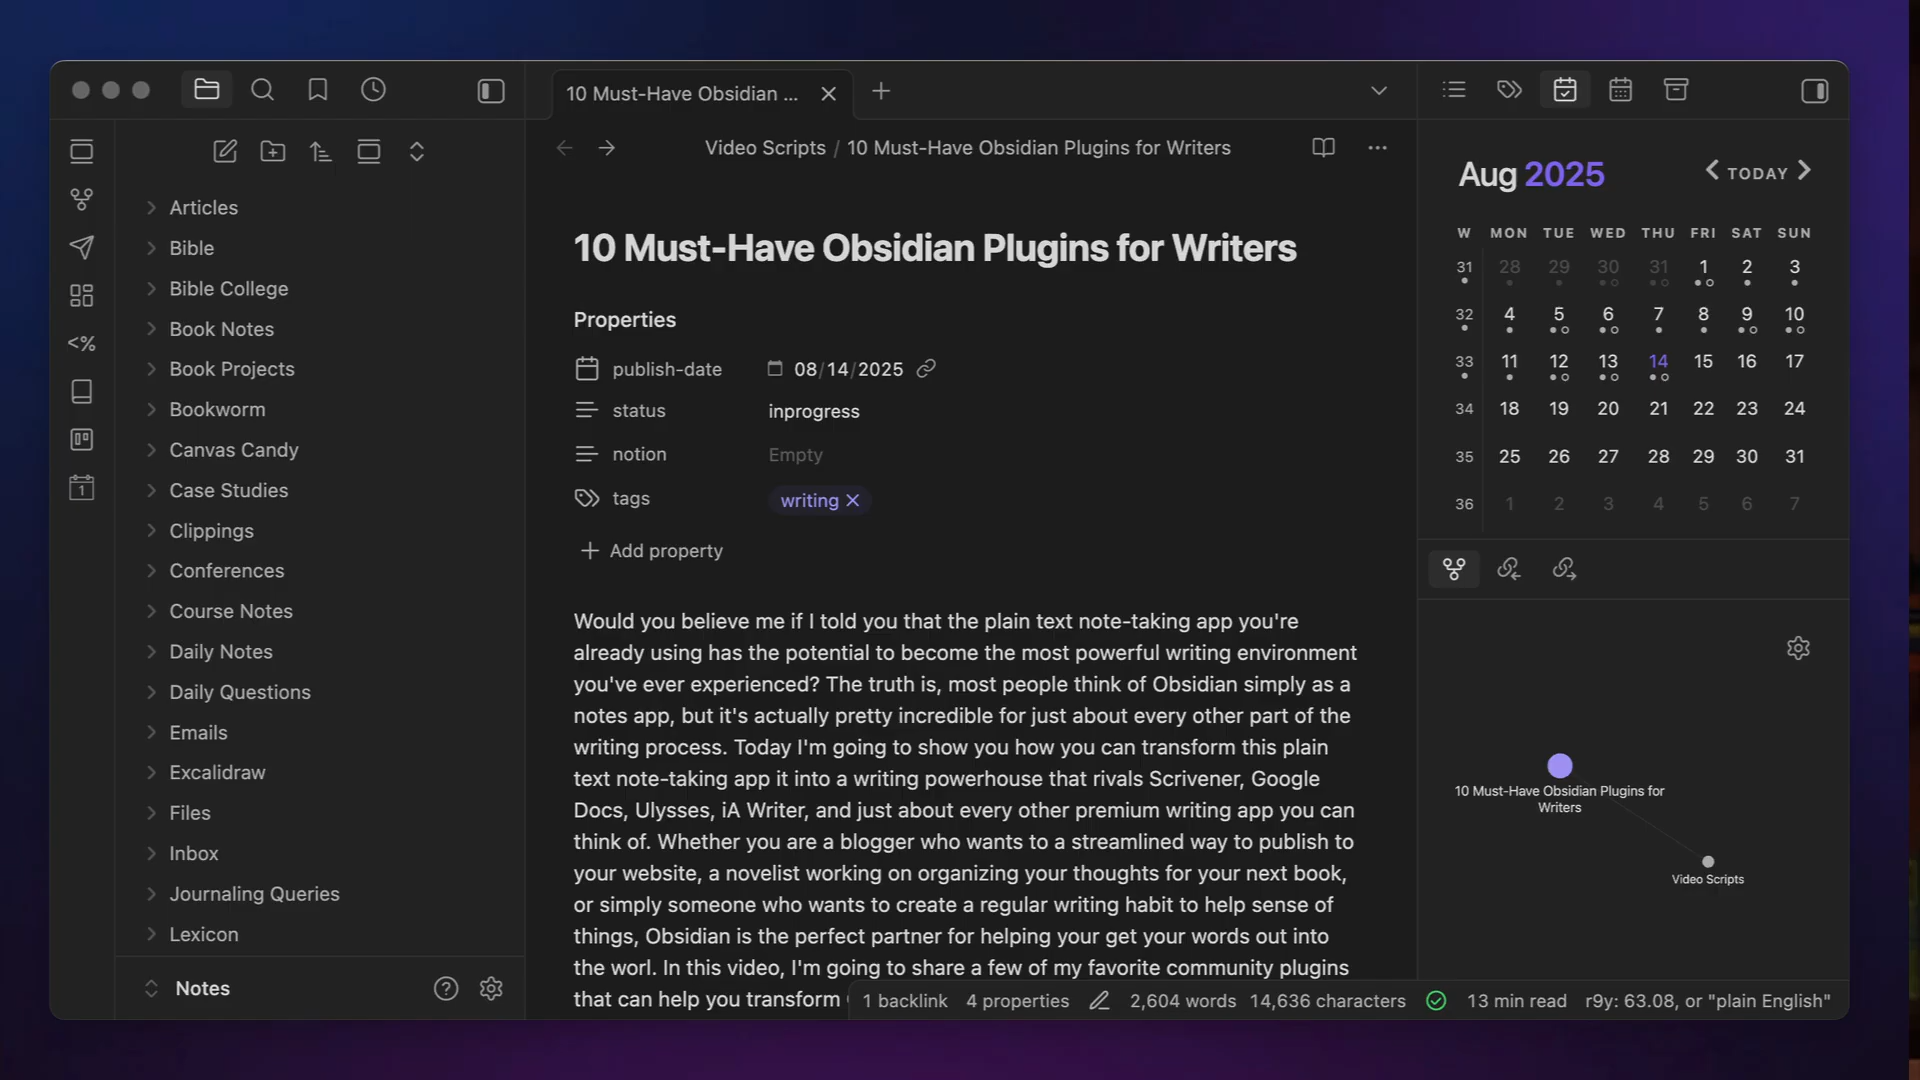 10 Must-Have Obsidian ...
Video Scripts / 10 Must-Have Obsidian Plugins for Writers
<%
1
Articles
Bible
Bible College
Book Notes
Book Projects
Bookworm
Canvas Candy
Case Studies
Clippings
Conferences
Course Notes
Daily Notes
Daily Questions
Emails
Excalidraw
Files
Inbox
Journaling Queries
Lexicon
Notes
10 Must-Have Obsidian Plugins for Writers
Properties
publish-date 08/14/2025
status inprogress
notion Empty
tags writing
Add property
Would you believe me if I told you that the plain text note-taking app you're
already using has the potential to become the most powerful writing environment
you've ever experienced? The truth is, most people think of Obsidian simply as a
notes app, but it's actually pretty incredible for just about every other part of the
writing process. Today I'm going to show you how you can transform this plain
text note-taking app it into a writing powerhouse that rivals Scrivener, Google
Docs, Ulysses, iA Writer, and just about every other premium writing app you can
think of. Whether you are a blogger who wants to a streamlined way to publish to
your website, a novelist working on organizing your thoughts for your next book,
or simply someone who wants to create a regular writing habit to help sense of
things, Obsidian is the perfect partner for helping your get your words out into
the worl. In this video, I'm going to share a few of my favorite community plugins
that can help you transform
1 backlink 4 properties 2,604 words 14,636 characters 13 min read r9y: 63.08, or "plain English"
Aug 2025 TODAY
W MON TUE WED THU FRI SAT SUN
31 28 29 30 31 1 2 3
32 4 5 6 7 8 9 10
33 11 12 13 14 15 16 17
34 18 19 20 21 22 23 24
35 25 26 27 28 29 30 31
36 1 2 3 4 5 6 7
10 Must-Have Obsidian Plugins for
Writers
Video Scripts